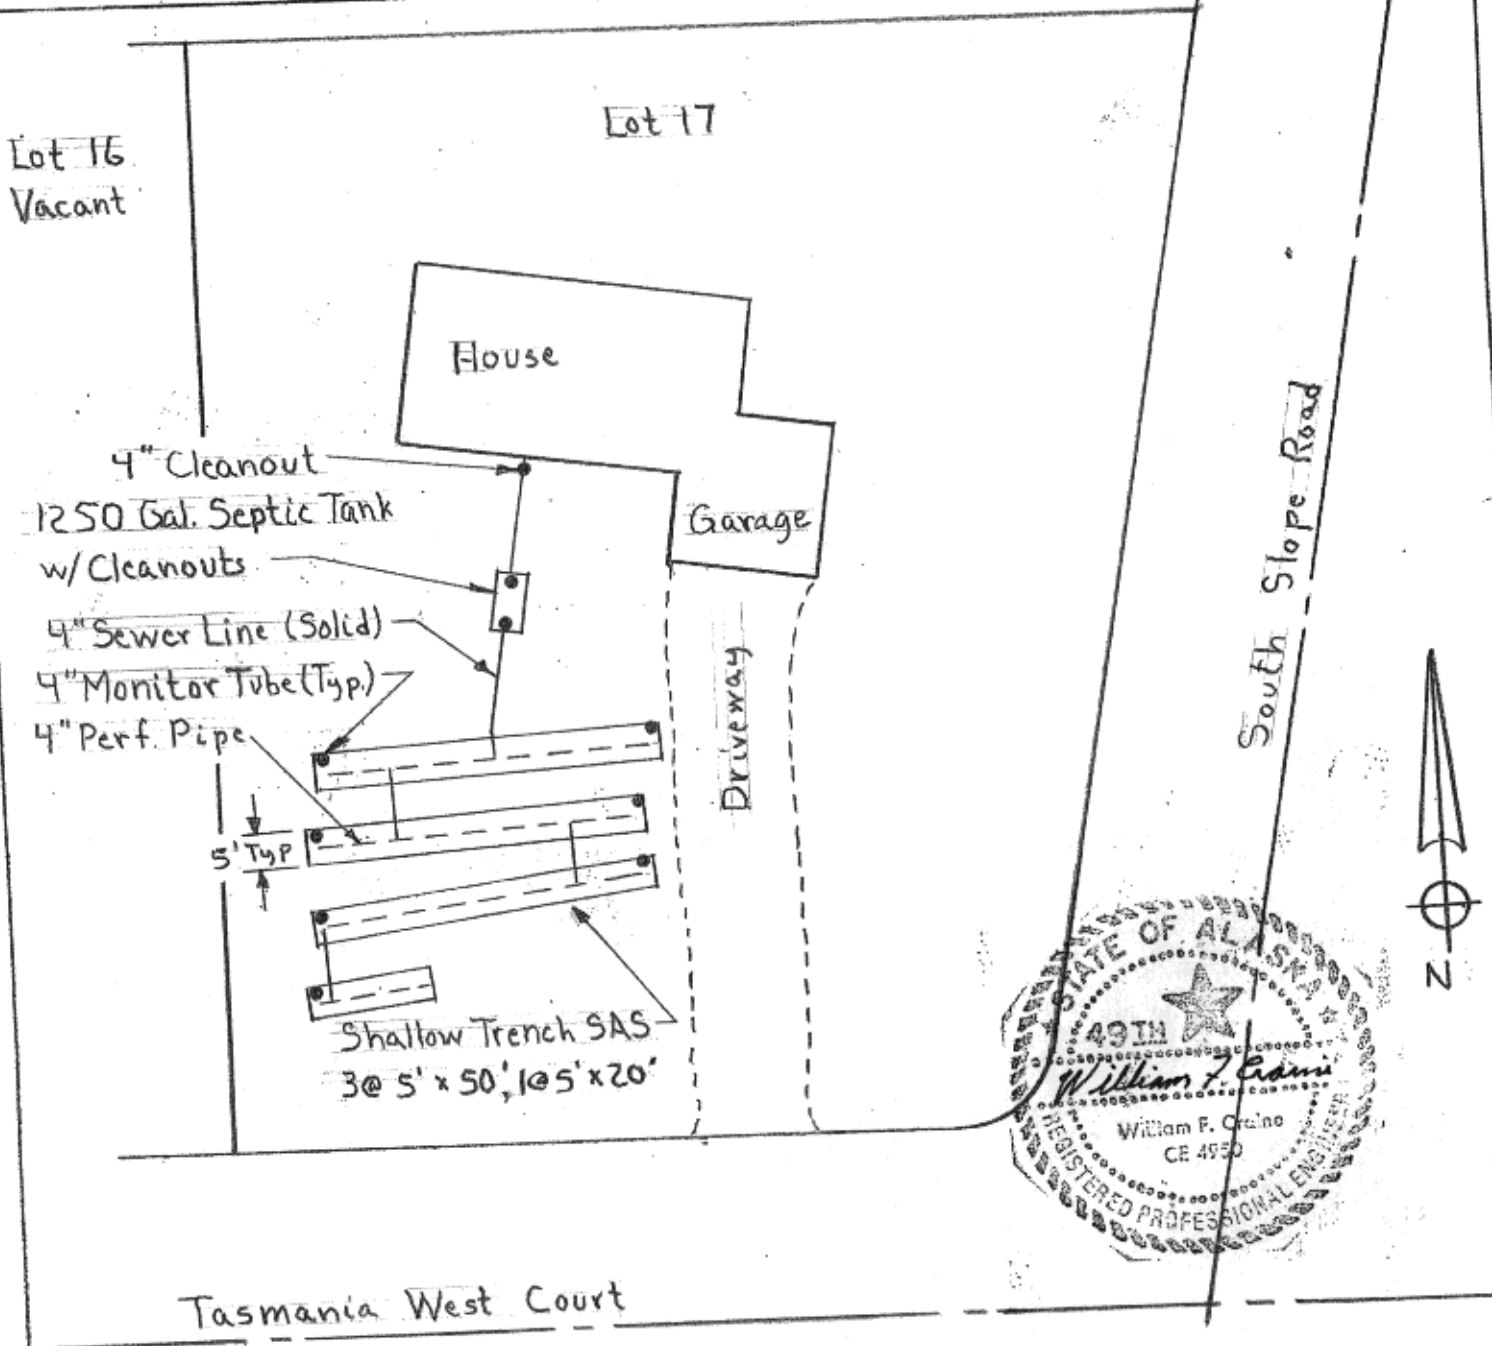 Lot 17
Lot 16
Vacant
House
4" Cleanout
1250 Gal. Septic Tank
w/ Cleanouts
Garage
4" Sewer Line (Solid)
4" Monitor Tube (Typ.)
4" Perf. Pipe
5' Typ
Driveway
South Slope Road
Shallow Trench SAS
3@ 5' x 50', 1@ 5' x 20'
N
STATE OF ALASKA
49TH
William F.
William F. Craine
CE 4950
REGISTERED PROFESSIONAL ENGINEER
Tasmania West Court